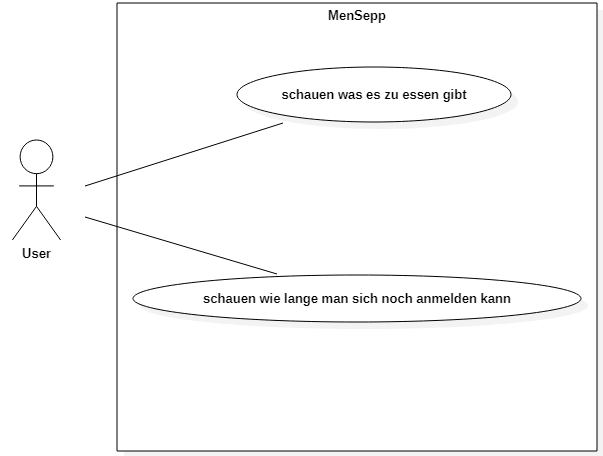 MenSepp
schauen was es zu essen gibt
User
schauen wie lange man sich noch anmelden kann